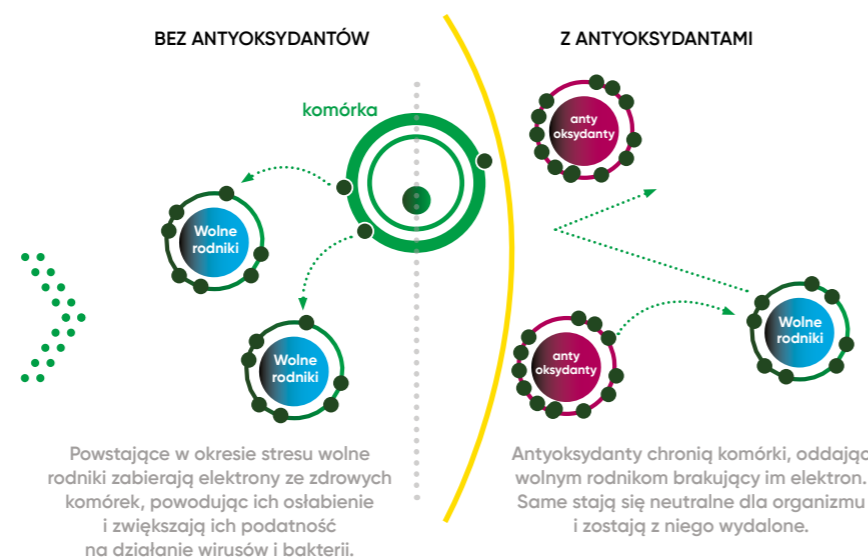 BEZ ANTYOKSYDANTÓW
Z ANTYOKSYDANTAMI
komórka
anty
oksydanty
Wolne
rodniki
Wolne
rodniki
anty
oksydanty
Wolne
rodniki
Powstające w okresie stresu wolne
rodniki zabierają elektrony ze zdrowych
komórek, powodując ich osłabienie
i zwiększają ich podatność
na działanie wirusów i bakterii.
Antyoksydanty chronią komórki, oddając
wolnym rodnikom brakujący im elektron.
Same stają się neutralne dla organizmu
i zostają z niego wydalone.